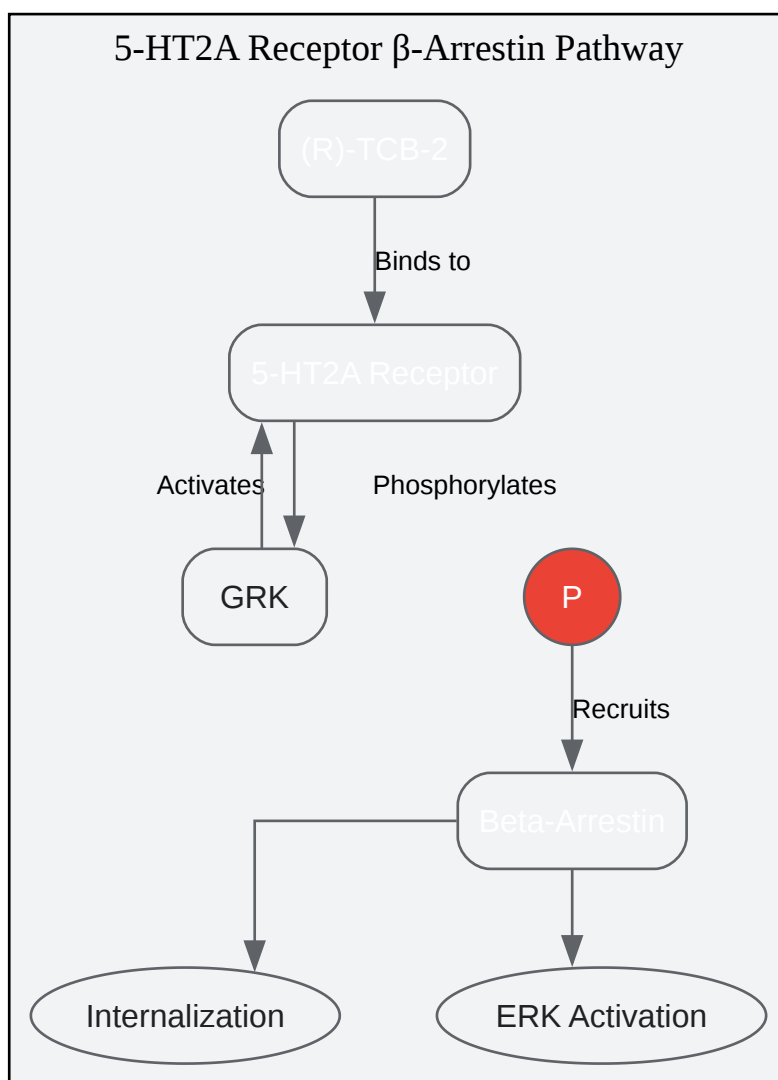 5-HT2A Receptor β-Arrestin Pathway
(R)-TCB-2
Binds to
5-HT2A Receptor
Activates
Phosphorylates
GRK
P
Recruits
Beta-Arrestin
Internalization
ERK Activation